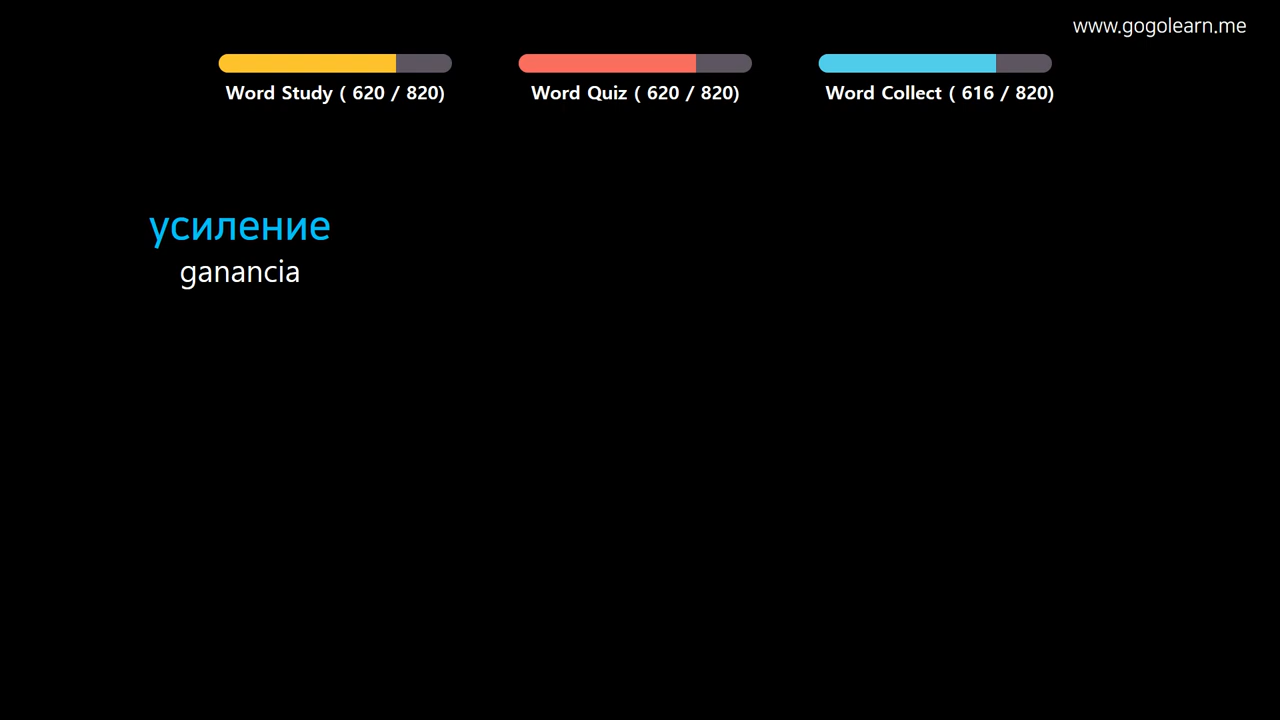 www.gogolearn.me
Word Study ( 620 / 820)
Word Quiz ( 620 / 820)
Word Collect ( 616 / 820)
усиление
ganancia